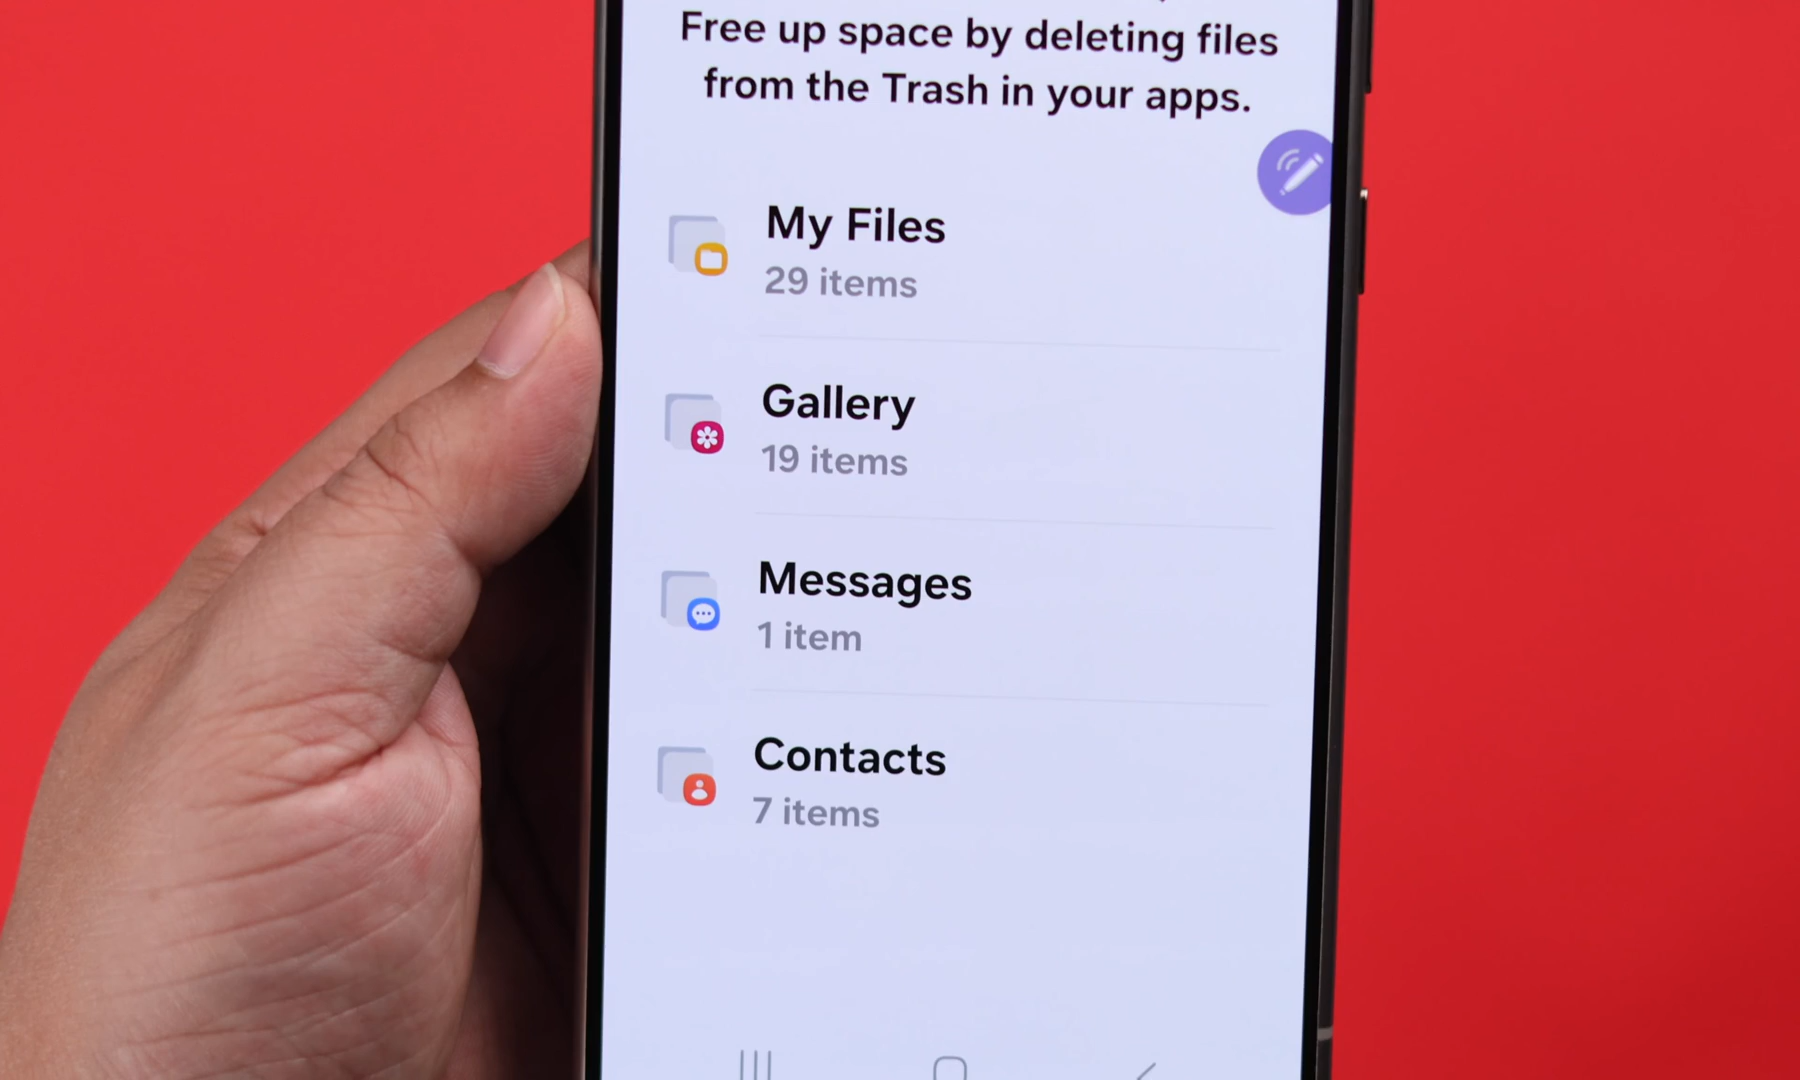 Free up space by deleting files
from the Trash in your apps.
My Files
29 items
Gallery
19 items
Messages
1 item
Contacts
7 items